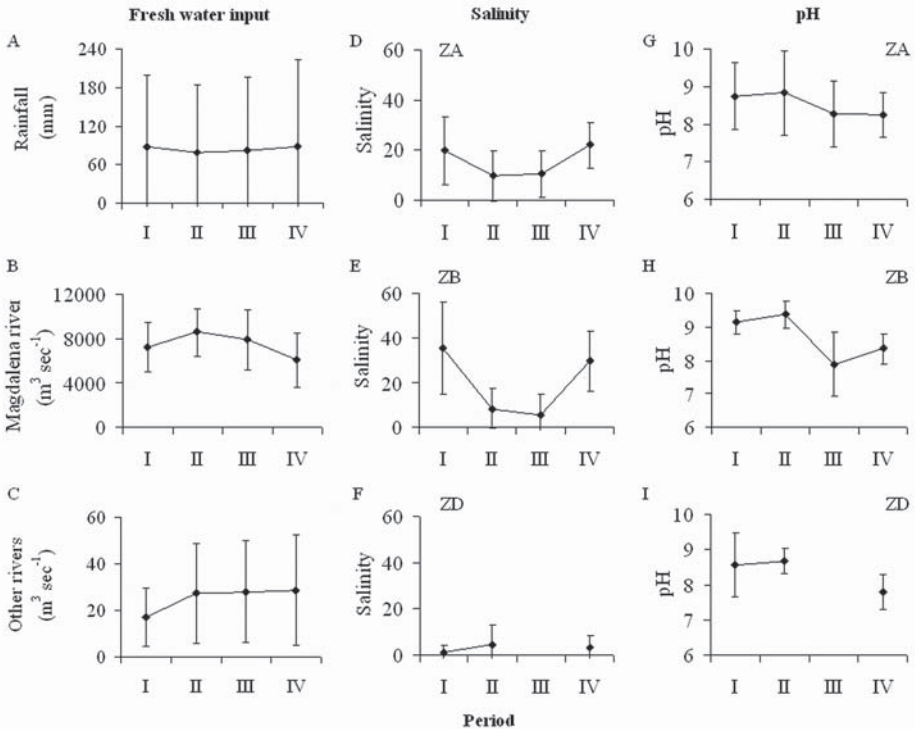 Fresh water input
Salinity
pH
A
Rainfall
(mm)
240
180
120
60
0
I II III IV
D
ZA
Salinity
60
40
20
0
I II III IV
G
ZA
pH
10
9
8
7
6
I II III IV
B
Magdalena river
(m³ sec⁻¹)
12000
8000
4000
0
I II III IV
E
ZB
Salinity
60
40
20
0
I II III IV
H
ZB
pH
10
9
8
7
6
I II III IV
C
Other rivers
(m³ sec⁻¹)
60
40
20
0
I II III IV
F
ZD
Salinity
60
40
20
0
I II III IV
I
ZD
pH
10
9
8
7
6
I II III IV
Period